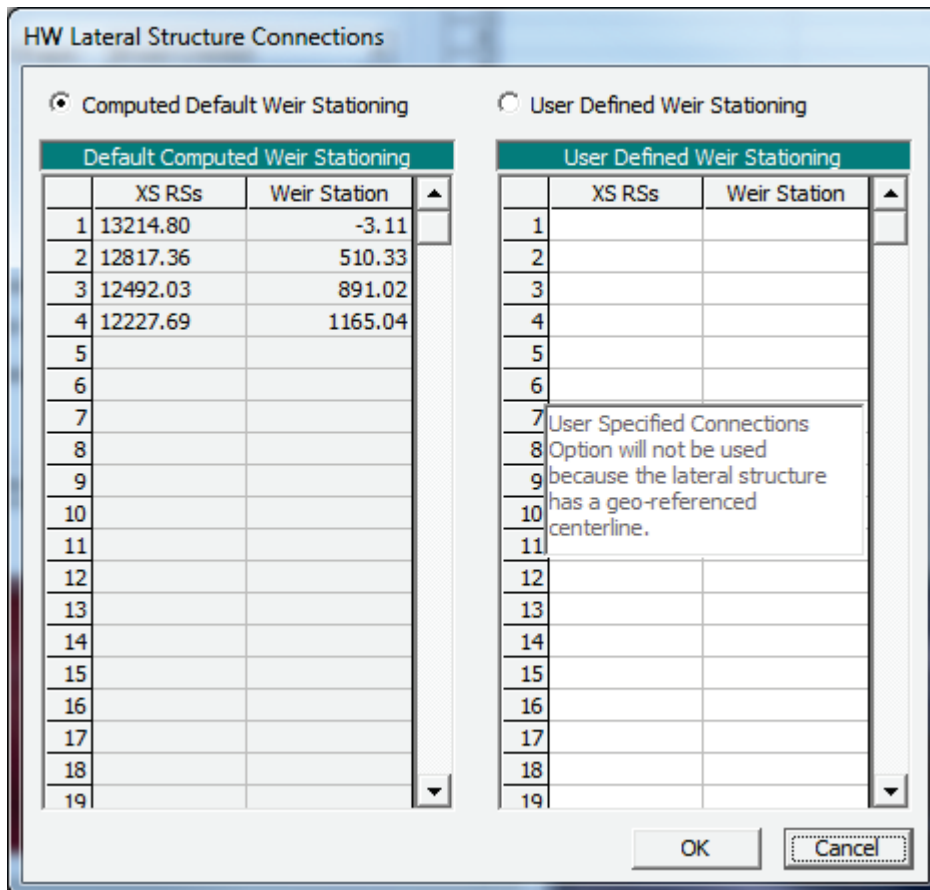 HW Lateral Structure Connections
Computed Default Weir Stationing
User Defined Weir Stationing
Default Computed Weir Stationing
XS RSs Weir Station
1 13214.80 -3.11
2 12817.36 510.33
3 12492.03 891.02
4 12227.69 1165.04
5
6
7
8
9
10
11
12
13
14
15
16
17
18
19
User Defined Weir Stationing
XS RSs Weir Station
1
2
3
4
5
6
7
8
9
10
11
12
13
14
15
16
17
18
19
User Specified Connections
Option will not be used
because the lateral structure
has a geo-referenced
centerline.
OK
Cancel